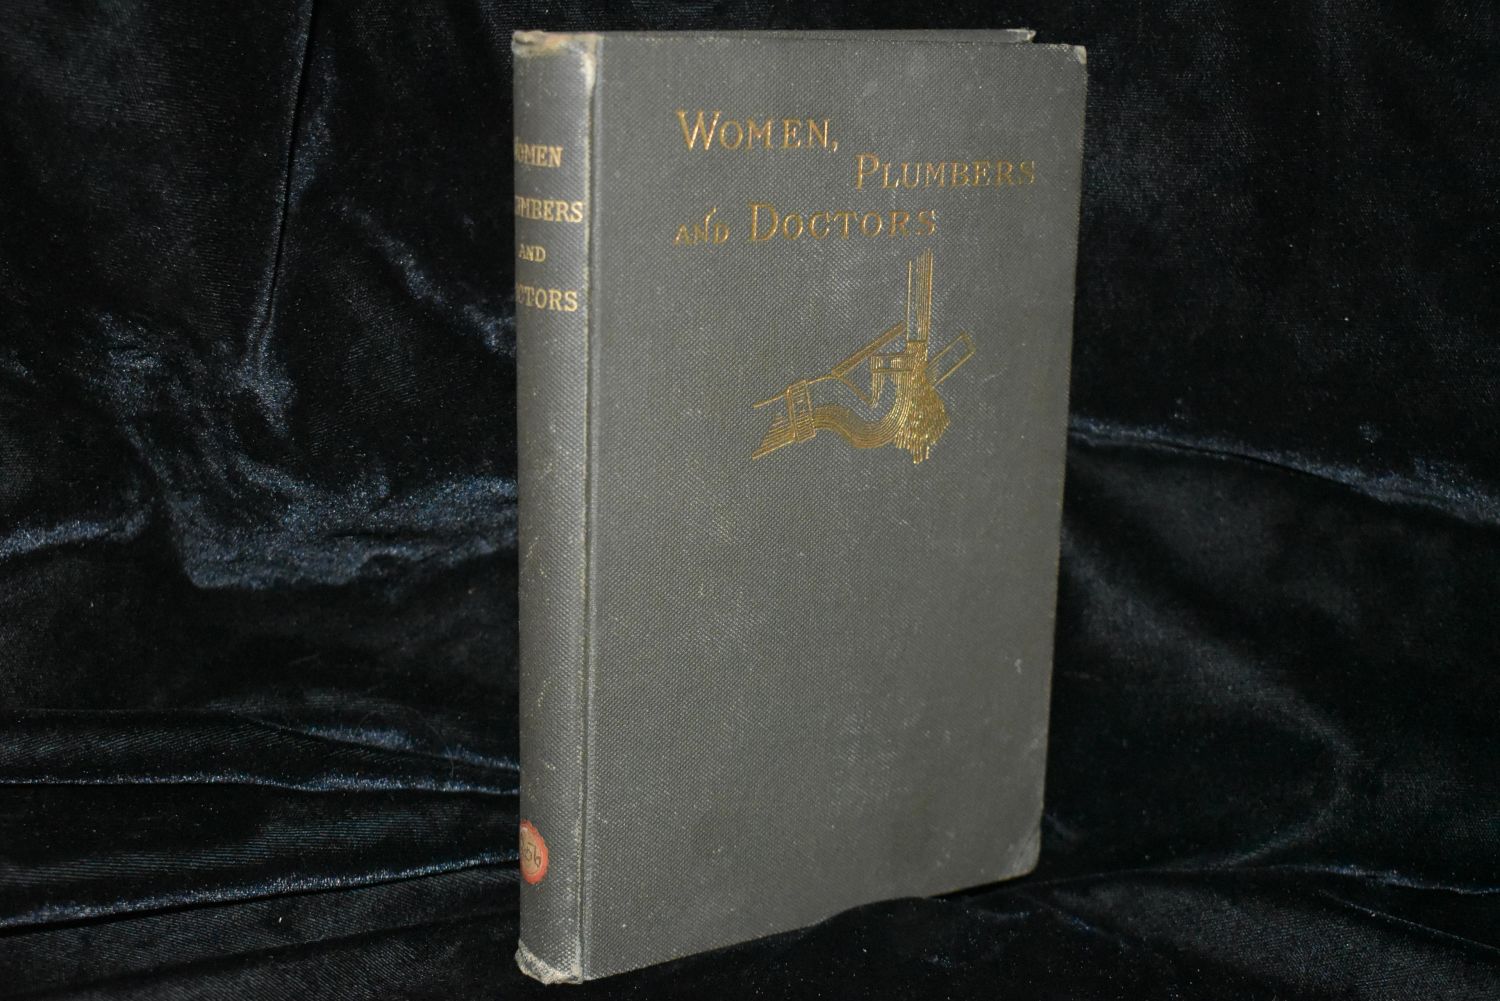 WOMEN,
PLUMBERS
AND DOCTORS
AND